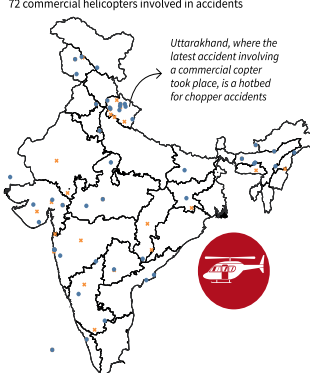 72 commercial helicopters involved in accidents
Uttarakhand, where the
latest accident involving
a commercial copter
took place, is a hotbed
for chopper accidents